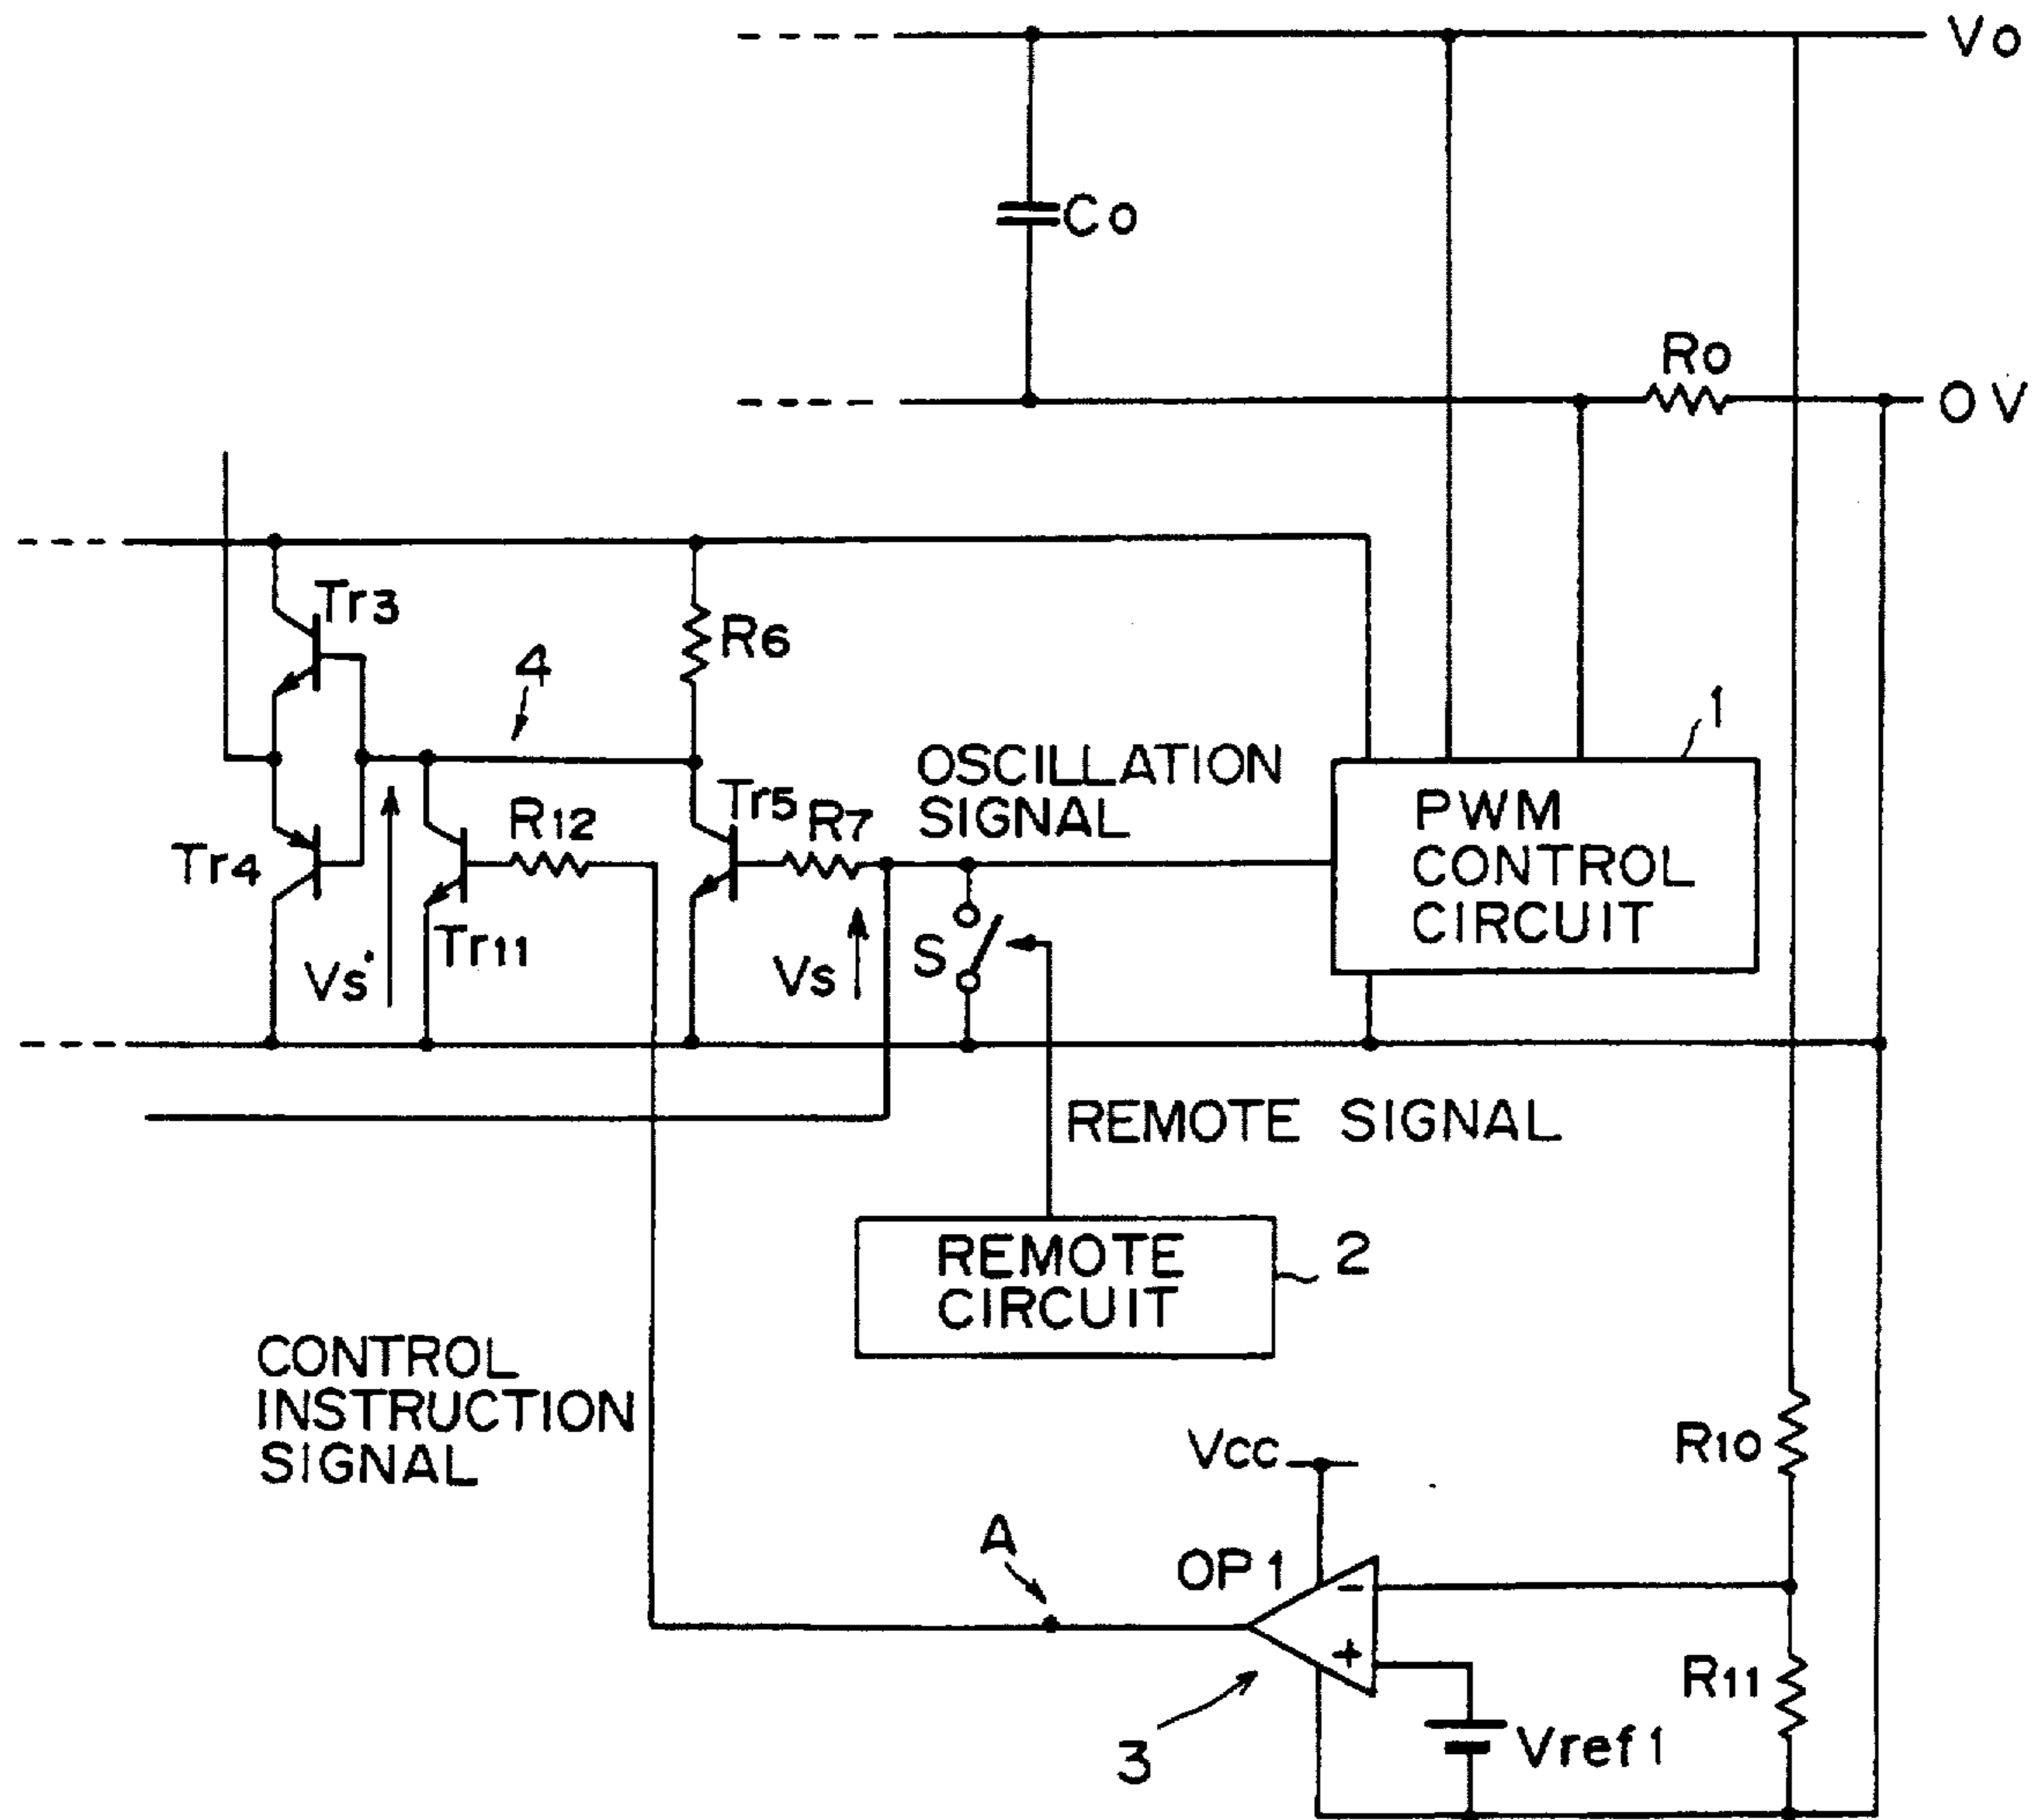 Vo
Co
Ro
0V
Tr3
R6
4
1
OSCILLATION
SIGNAL
Tr5
R7
R12
PWM
CONTROL
CIRCUIT
Tr4
Tr11
Vs'
Vs
S
REMOTE SIGNAL
REMOTE
CIRCUIT
2
CONTROL
INSTRUCTION
SIGNAL
Vcc
R10
A
OP1
-
+
R11
3
Vref1